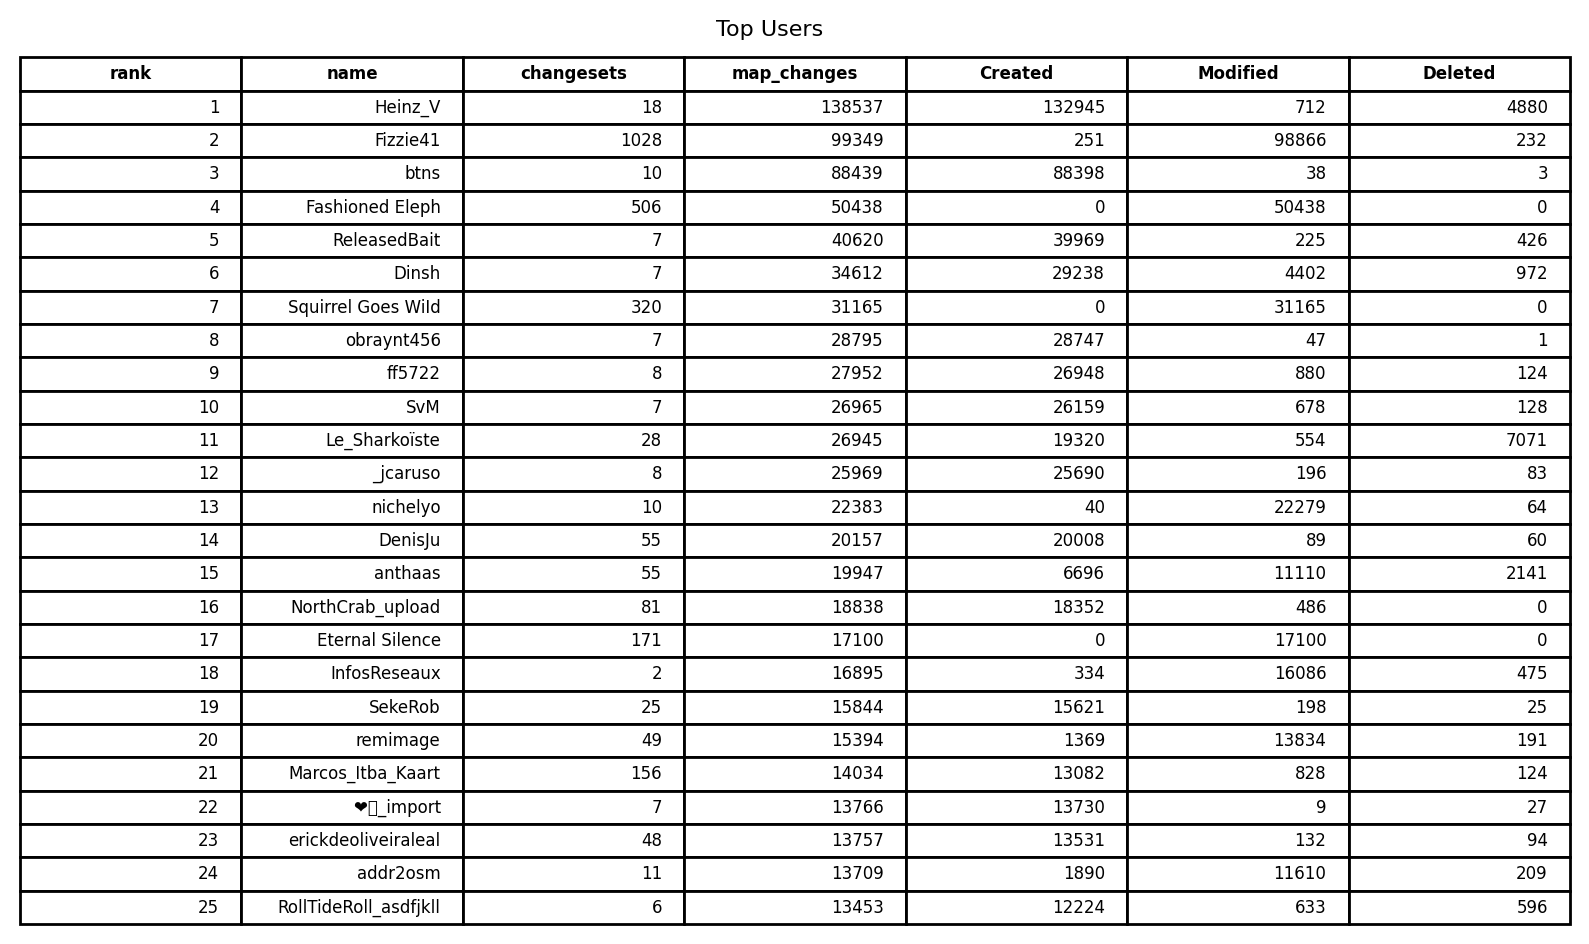 Top Users
rank name changesets map_changes Created Modified Deleted
1 Heinz_V 18 138537 132945 712 4880
2 Fizzie41 1028 99349 251 98866 232
3 btns 10 88439 88398 38 3
4 Fashioned Eleph 506 50438 0 50438 0
5 ReleasedBait 7 40620 39969 225 426
6 Dinsh 7 34612 29238 4402 972
7 Squirrel Goes Wild 320 31165 0 31165 0
8 obraynt456 7 28795 28747 47 1
9 ff5722 8 27952 26948 880 124
10 SvM 7 26965 26159 678 128
11 Le_Sharkoïste 28 26945 19320 554 7071
12 _jcaruso 8 25969 25690 196 83
13 nichelyo 10 22383 40 22279 64
14 DenisJu 55 20157 20008 89 60
15 anthaas 55 19947 6696 11110 2141
16 NorthCrab_upload 81 18838 18352 486 0
17 Eternal Silence 171 17100 0 17100 0
18 InfosReseaux 2 16895 334 16086 475
19 SekeRob 25 15844 15621 198 25
20 remimage 49 15394 1369 13834 191
21 Marcos_Itba_Kaart 156 14034 13082 828 124
22 ❤▯_import 7 13766 13730 9 27
23 erickdeoliveiraleal 48 13757 13531 132 94
24 addr2osm 11 13709 1890 11610 209
25 RollTideRoll_asdfjkll 6 13453 12224 633 596